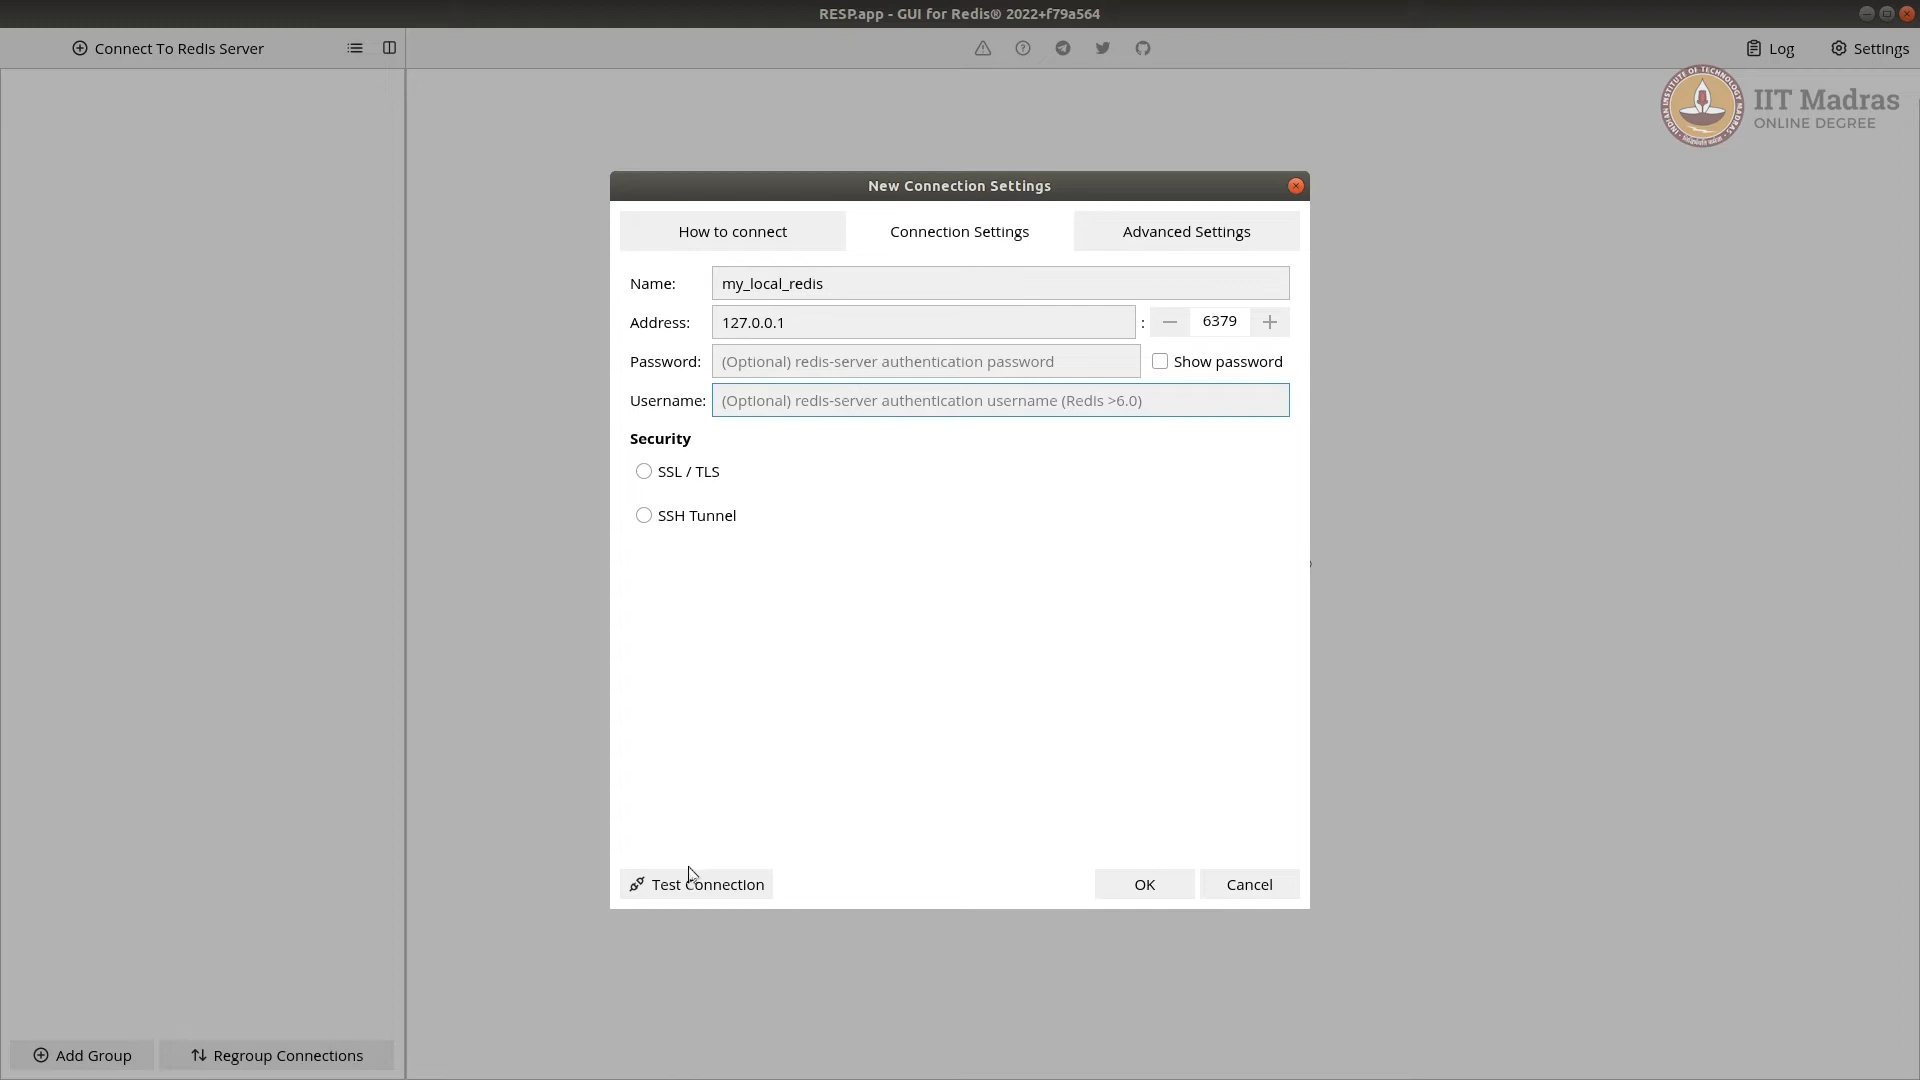 RESP.app - GUI for Redis® 2022+f79a564
Connect To Redis Server
Log
Settings
IIT Madras
ONLINE DEGREE
New Connection Settings
How to connect
Connection Settings
Advanced Settings
Name:
my_local_redis
Address:
127.0.0.1
:
6379
Password:
(Optional) redis-server authentication password
Show password
Username:
(Optional) redis-server authentication username (Redis >6.0)
Security
SSL / TLS
SSH Tunnel
Test Connection
OK
Cancel
Add Group
Regroup Connections